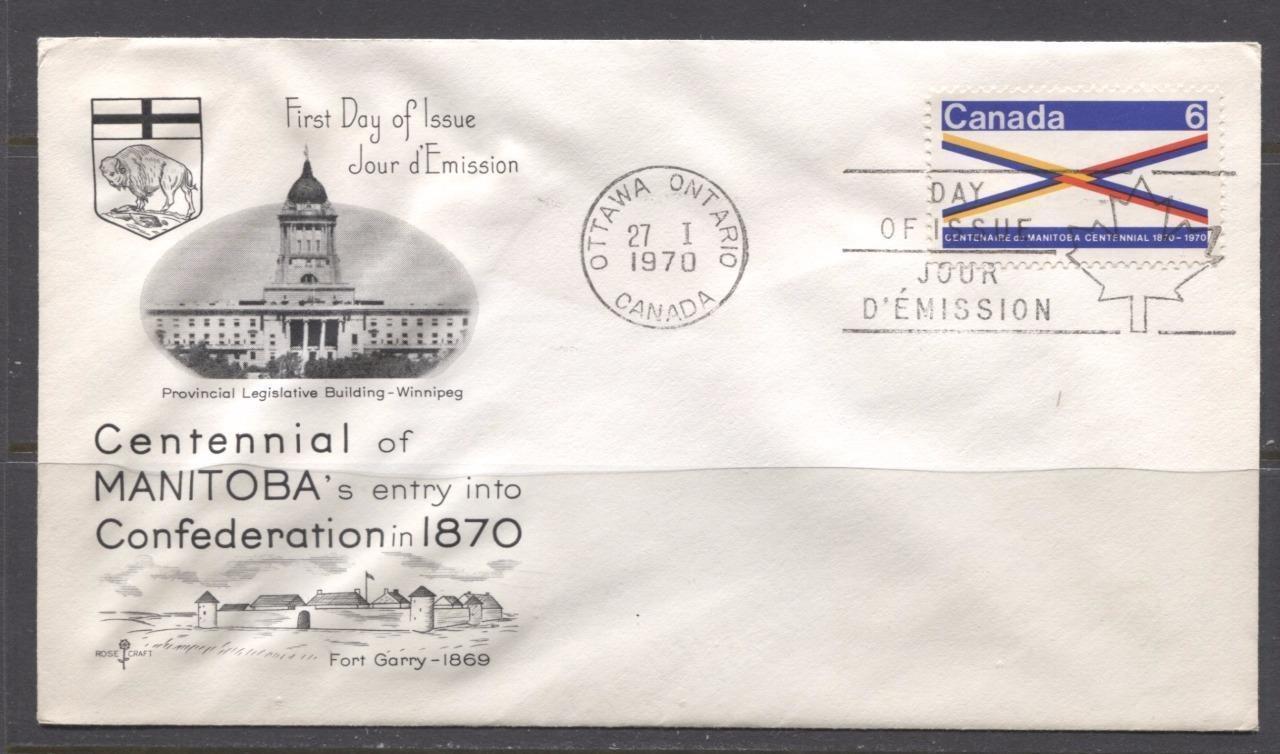 First Day of Issue
Jour d'Emission
Provincial Legislative Building - Winnipeg
Centennial of
MANITOBA's entry into
Confederation in 1870
ROSE CRAFT
Fort Garry - 1869
OTTAWA ONTARIO
27 I
1970
CANADA
Canada 6
CENTENAIRE du MANITOBA CENTENNIAL 1870-1970
DAY
OF ISSUE
JOUR
D'ÉMISSION